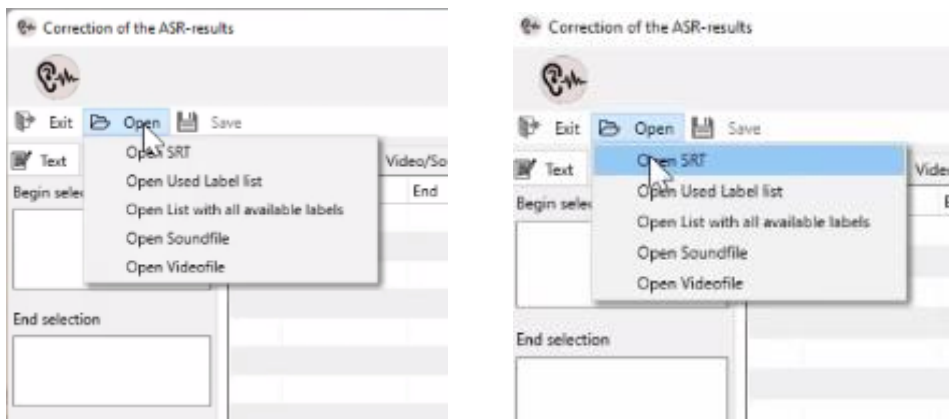 Correction of the ASR-results
Exit Open Save
Open SRT
Text Video/So
Open Used Label list
Begin selec End
Open List with all available labels
Open Soundfile
Open Videofile
End selection
Correction of the ASR-results
Exit Open Save
Open SRT
Text Vide
Open Used Label list
Begin selec E
Open List with all available labels
Open Soundfile
Open Videofile
End selection